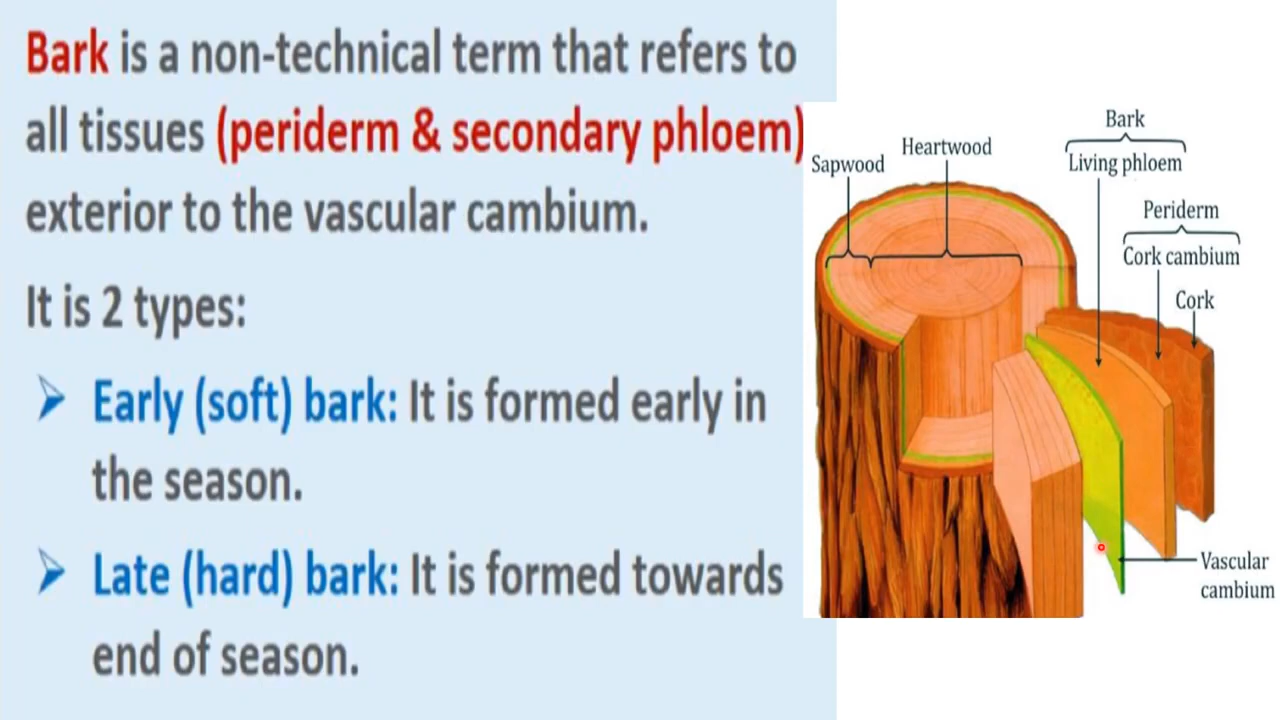 Bark is a non-technical term that refers to
all tissues (periderm & secondary phloem)
exterior to the vascular cambium.
It is 2 types:
Early (soft) bark: It is formed early in
the season.
Late (hard) bark: It is formed towards
end of season.
Bark
Living phloem
Heartwood
Sapwood
Periderm
Cork cambium
Cork
Vascular
cambium